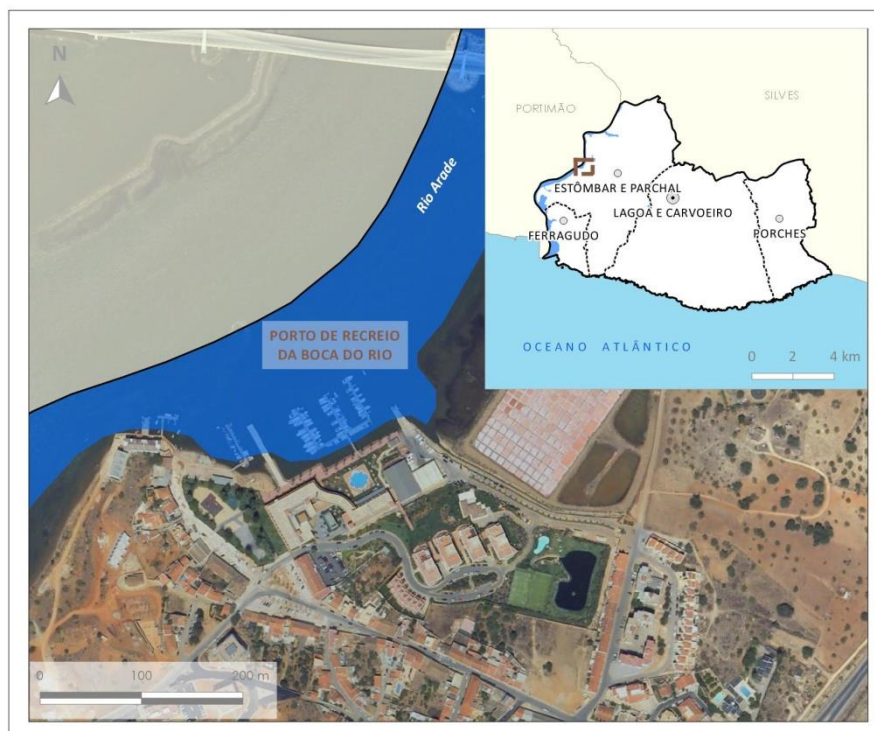 N
Rio Arade
PORTO DE RECREIO
DA BOCA DO RIO
0 100 200 m
PORTIMÃO
SILVES
ESTÔMBAR E PARCHAL
LAGOA E CARVOEIRO
FERRAGUDO
PORCHES
OCEANO ATLÂNTICO
0 2 4 km